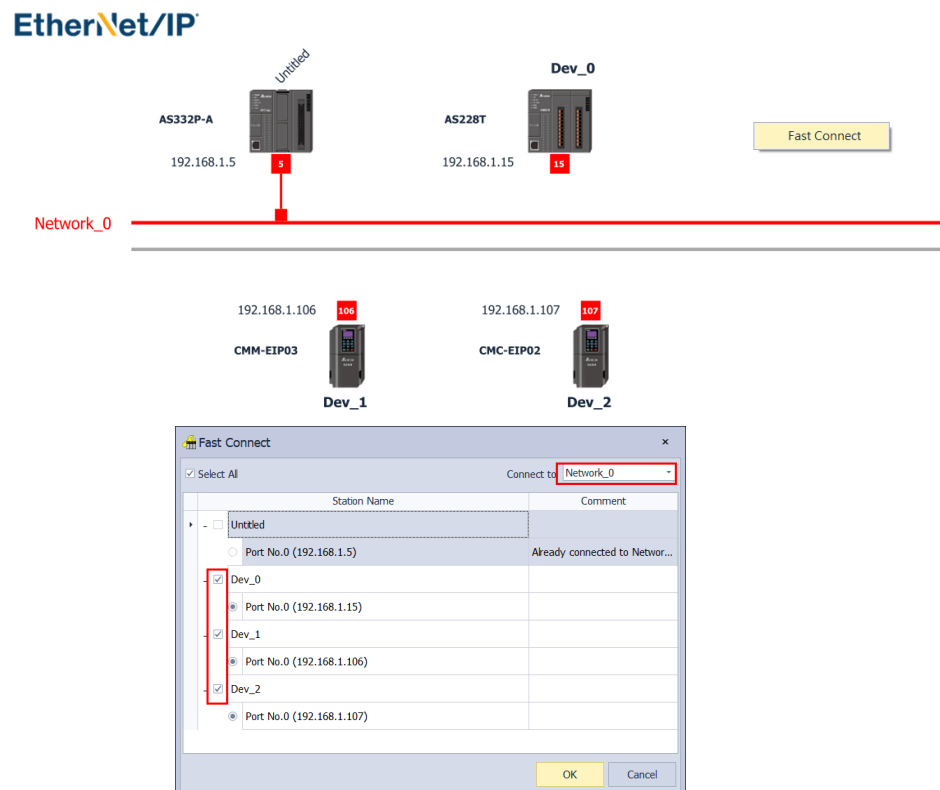 EtherNet/IP
Untitled
Dev_0
AS332P-A
AS228T
Fast Connect
192.168.1.5
5
192.168.1.15
15
Network_0
192.168.1.106
106
192.168.1.107
107
CMM-EIP03
CMC-EIP02
Dev_1
Dev_2
Fast Connect
Select All
Connect to
Network_0
Station Name
Comment
Untitled
Port No.0 (192.168.1.5)
Already connected to Networ...
Dev_0
Port No.0 (192.168.1.15)
Dev_1
Port No.0 (192.168.1.106)
Dev_2
Port No.0 (192.168.1.107)
OK
Cancel